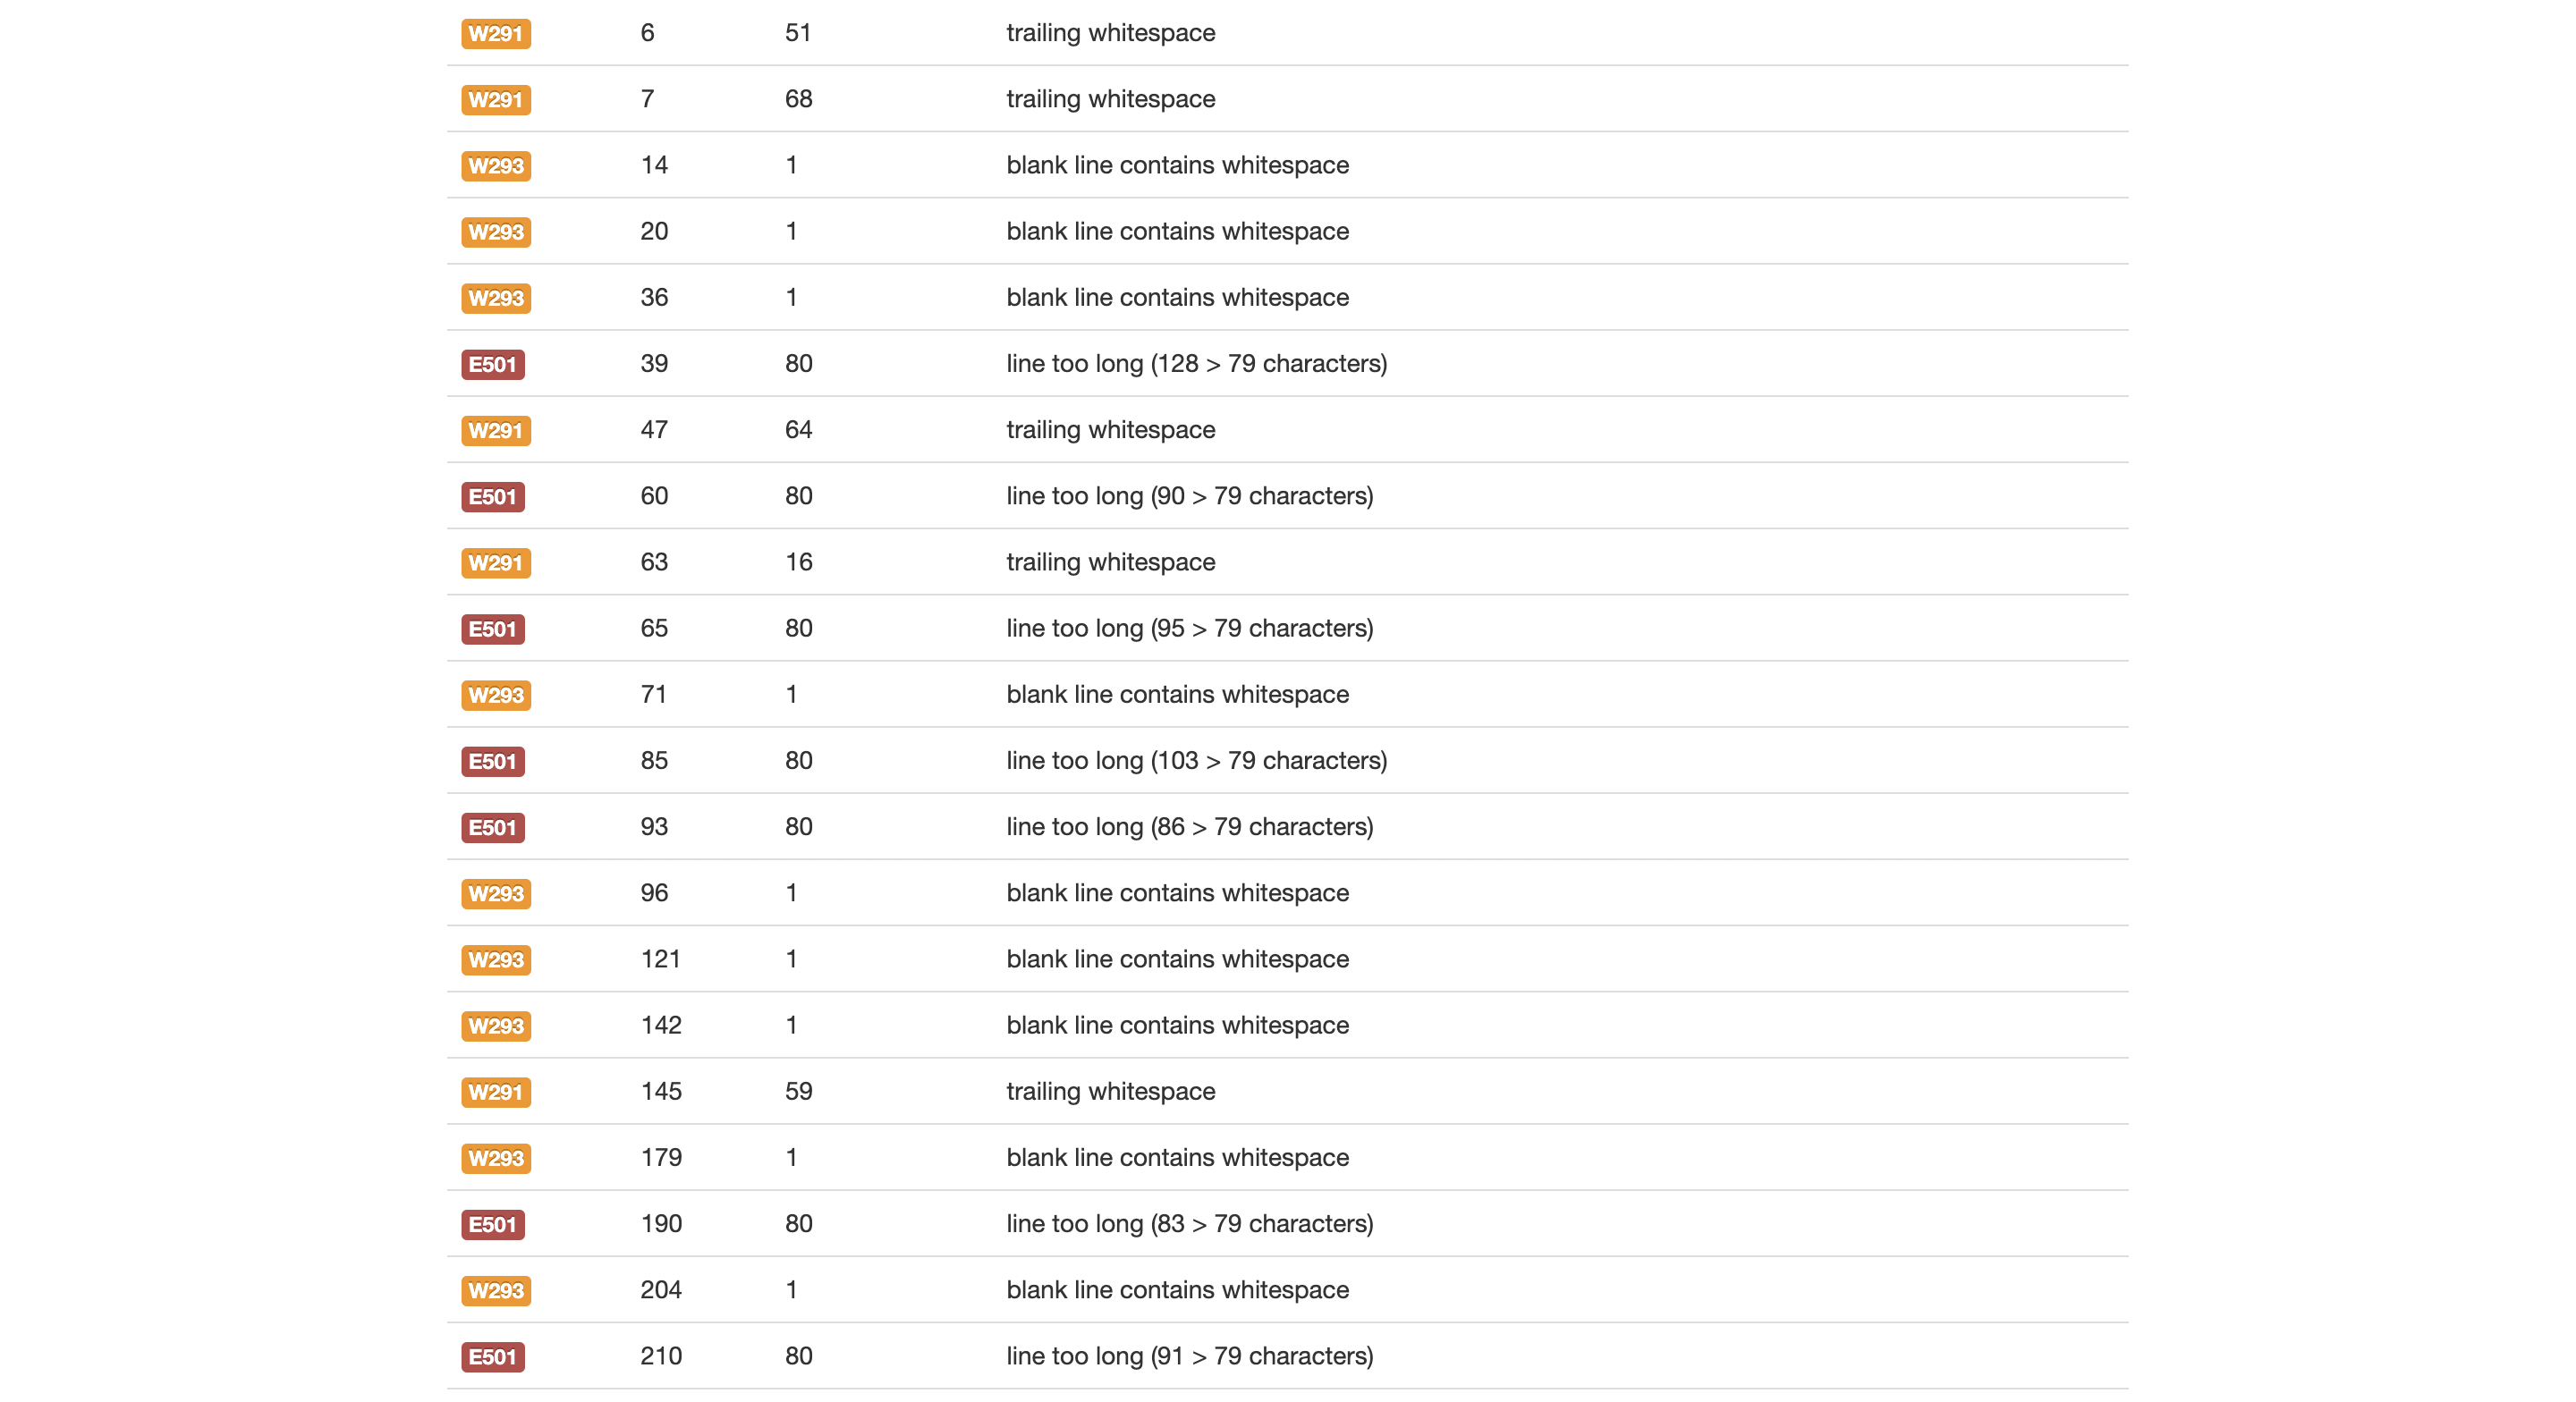 W291 6 51 trailing whitespace
W291 7 68 trailing whitespace
W293 14 1 blank line contains whitespace
W293 20 1 blank line contains whitespace
W293 36 1 blank line contains whitespace
E501 39 80 line too long (128 > 79 characters)
W291 47 64 trailing whitespace
E501 60 80 line too long (90 > 79 characters)
W291 63 16 trailing whitespace
E501 65 80 line too long (95 > 79 characters)
W293 71 1 blank line contains whitespace
E501 85 80 line too long (103 > 79 characters)
E501 93 80 line too long (86 > 79 characters)
W293 96 1 blank line contains whitespace
W293 121 1 blank line contains whitespace
W293 142 1 blank line contains whitespace
W291 145 59 trailing whitespace
W293 179 1 blank line contains whitespace
E501 190 80 line too long (83 > 79 characters)
W293 204 1 blank line contains whitespace
E501 210 80 line too long (91 > 79 characters)